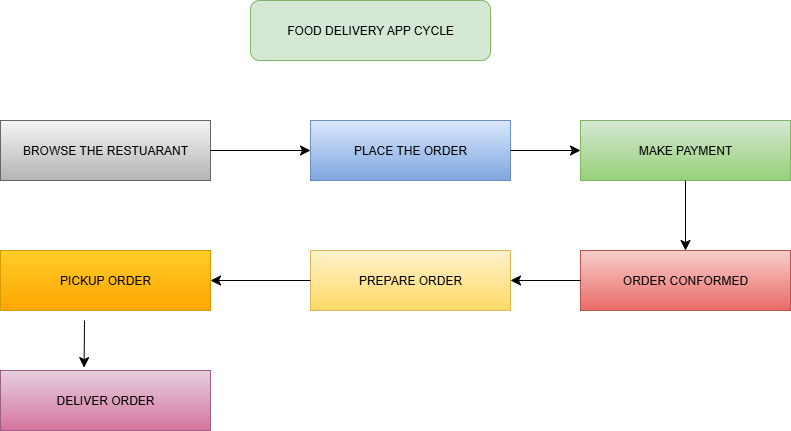 FOOD DELIVERY APP CYCLE
BROWSE THE RESTUARANT
PLACE THE ORDER
MAKE PAYMENT
ORDER CONFORMED
PREPARE ORDER
PICKUP ORDER
DELIVER ORDER